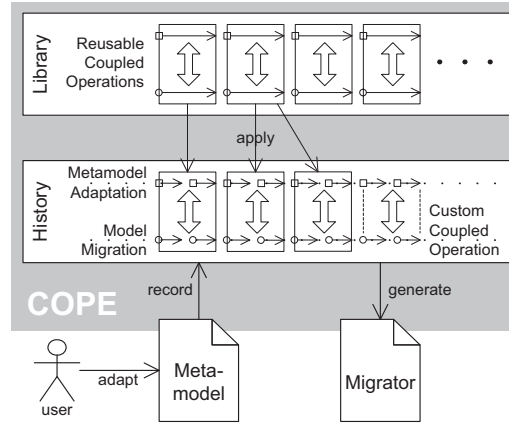 Library
Reusable
Coupled
Operations
apply
History
Metamodel
Adaptation
Model
Migration
Custom
Coupled
Operation
COPE
record
generate
user
adapt
Meta-
model
Migrator